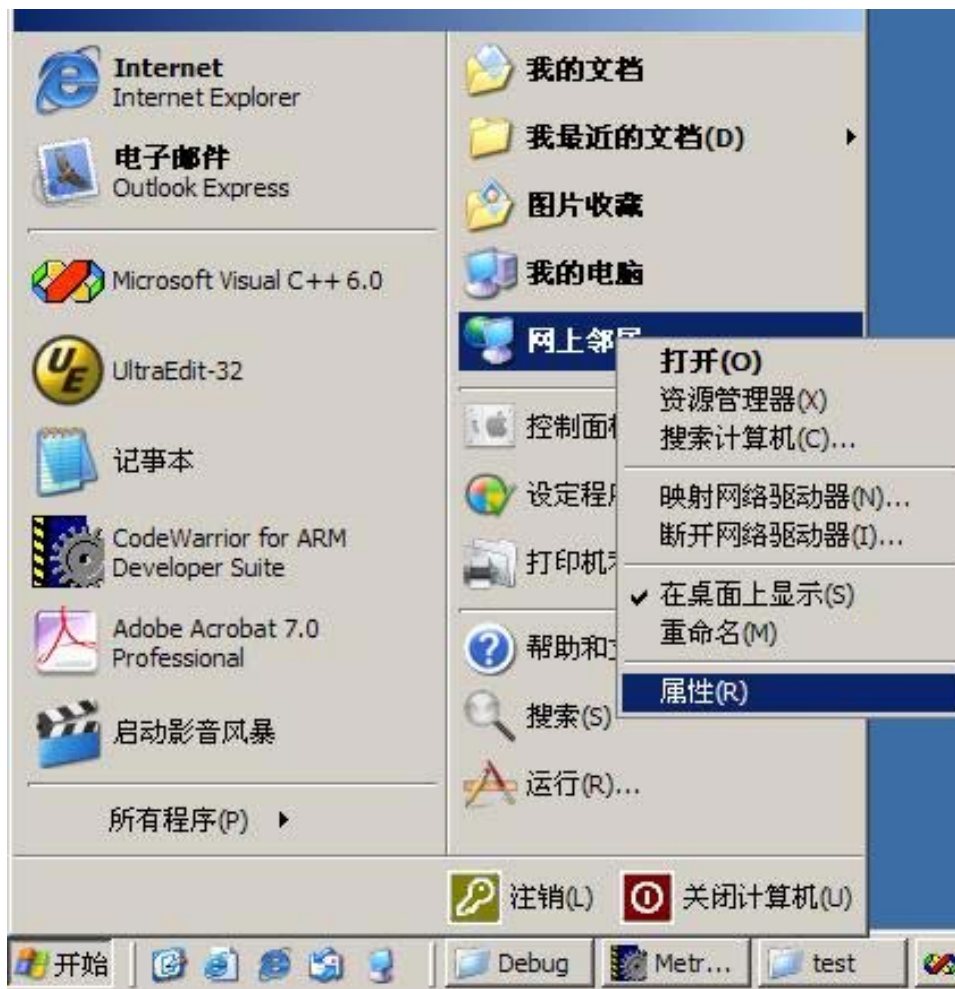 Internet
Internet Explorer
电子邮件
Outlook Express
Microsoft Visual C++ 6.0
UltraEdit-32
记事本
CodeWarrior for ARM
Developer Suite
Adobe Acrobat 7.0
Professional
启动影音风暴
所有程序(P)
我的文档
我最近的文档(D)
图片收藏
我的电脑
网上邻
控制面
设定程
打印机
帮助和
搜索(S)
运行(R)...
打开(O)
资源管理器(X)
搜索计算机(C)...
映射网络驱动器(N)...
断开网络驱动器(I)...
在桌面上显示(S)
重命名(M)
属性(R)
注销(L)
关闭计算机(U)
开始
Debug
Metr...
test